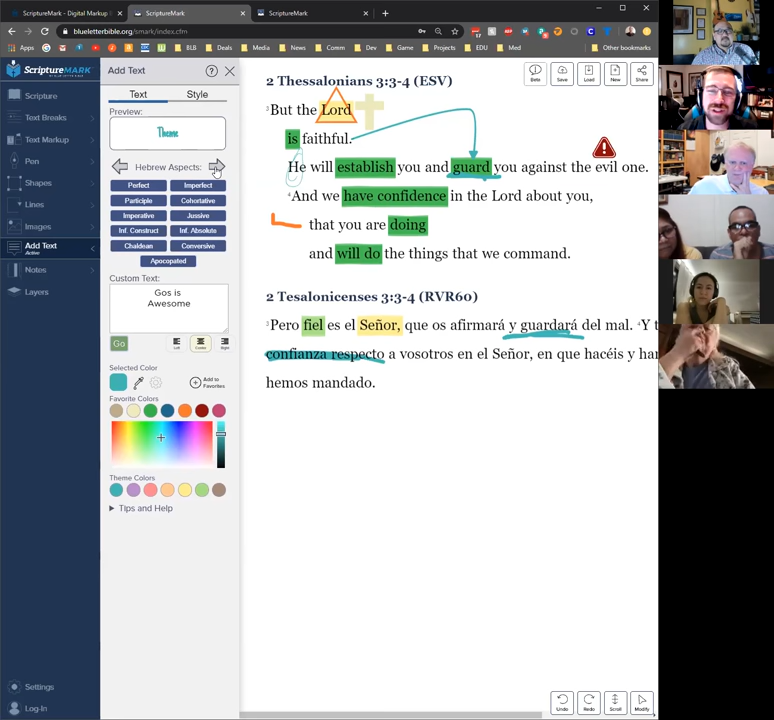 ScriptureMark - Digital Markup B
ScriptureMark
ScriptureMark
blueletterbible.org/smark/index.cfm
Apps
BLB
Deals
Media
News
Comm
Dev
Game
Projects
EDU
Med
Other bookmarks
ScriptureMARK
Scripture
Text Breaks
Text Markup
Pen
Shapes
Lines
Images
Add Text
Active
Notes
Layers
Settings
Log-In
Add Text
Text
Style
Preview:
Theme
Hebrew Aspects:
Perfect
Imperfect
Participle
Cohortative
Imperative
Jussive
Inf. Construct
Inf. Absolute
Chaldean
Conversive
Apocopated
Custom Text:
Gos is
Awesome
Go
Left
Center
Right
Selected Color
Add to
Favorites
Favorite Colors
Theme Colors
Tips and Help
Beta
Save
Load
New
Share
2 Thessalonians 3:3-4 (ESV)
3But the Lord
is faithful.
He will establish you and guard you against the evil one.
4And we have confidence in the Lord about you,
that you are doing
and will do the things that we command.
2 Tesalonicenses 3:3-4 (RVR60)
3Pero fiel es el Señor, que os afirmará y guardará del mal. 4Y t
confianza respecto a vosotros en el Señor, en que hacéis y har
hemos mandado.
Undo
Redo
Scroll
Modify